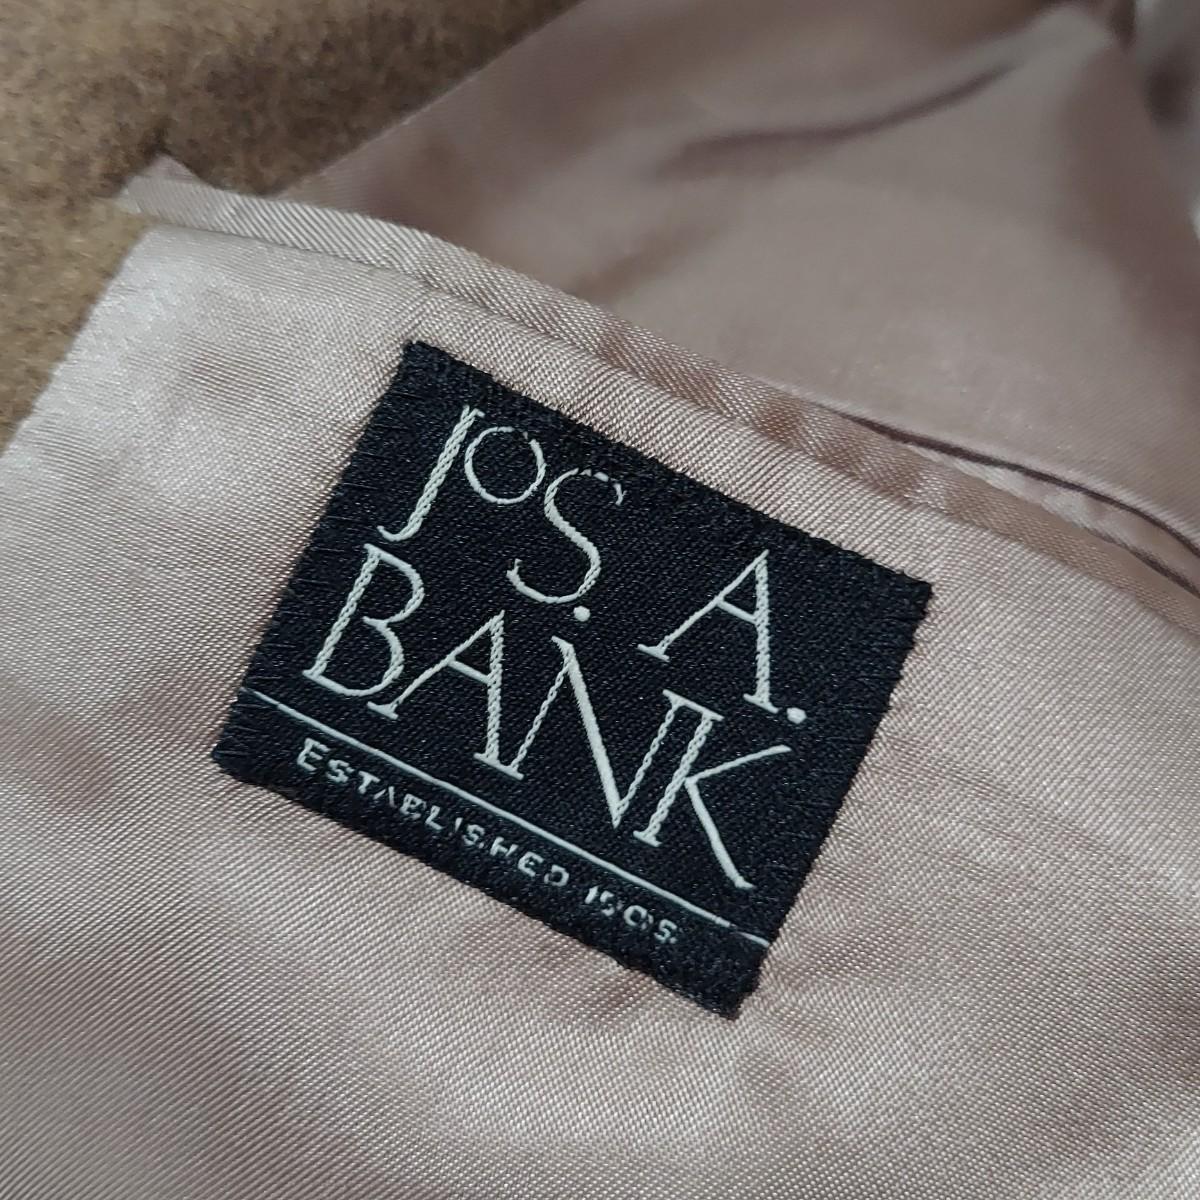 JOS. A.
BANK
ESTABLISHED 1905